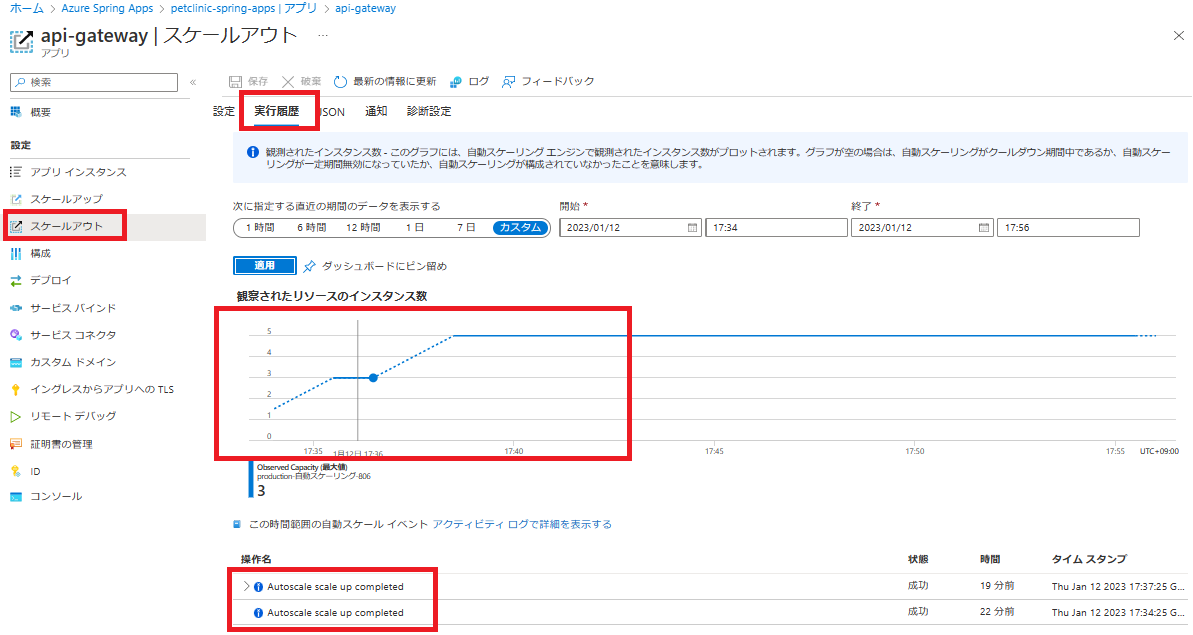 ホーム > Azure Spring Apps > petclinic-spring-apps | アプリ > api-gateway
api-gateway | スケールアウト ...
アプリ
検索
«
概要
設定
アプリ インスタンス
スケールアップ
スケールアウト
構成
デプロイ
サービス バインド
サービス コネクタ
カスタム ドメイン
イングレスからアプリへの TLS
リモート デバッグ
証明書の管理
ID
コンソール
保存 破棄 最新の情報に更新 ログ フィードバック
設定 実行履歴 JSON 通知 診断設定
観測されたインスタンス数 - このグラフには、自動スケーリング エンジンで観測されたインスタンス数がプロットされます。グラフが空の場合は、自動スケーリングがクールダウン期間中であるか、自動スケー
リングが一定期間無効になっていたか、自動スケーリングが構成されていなかったことを意味します。
次に指定する直近の期間のデータを表示する 開始 * 終了 *
1 時間 6 時間 12 時間 1 日 7 日 カスタム 2023/01/12 17:34 2023/01/12 17:56
適用 ダッシュボードにピン留め
観察されたリソースのインスタンス数
5
4
3
2
1
0
17:35 1月12日 17:36 17:40 17:45 17:50 17:55 UTC+09:00
Observed Capacity (最大値)
production-自動スケーリング-806
3
この時間範囲の自動スケール イベント アクティビティ ログで詳細を表示する
操作名 状態 時間 タイム スタンプ
Autoscale scale up completed 成功 19 分前 Thu Jan 12 2023 17:37:25 G...
Autoscale scale up completed 成功 22 分前 Thu Jan 12 2023 17:34:25 G...